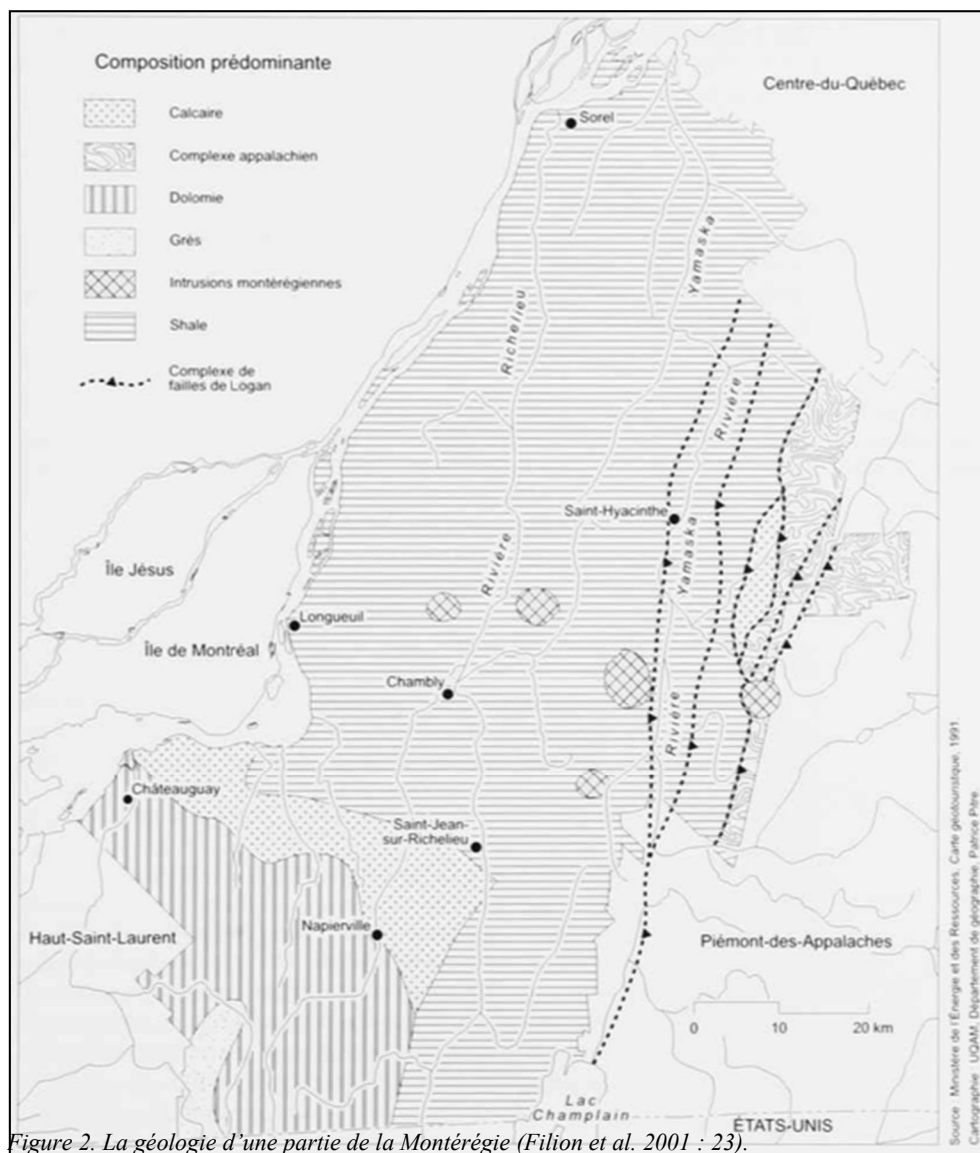 Composition prédominante
Calcaire
Complexe appalachien
Dolomie
Grès
Intrusions montérégiennes
Shale
Complexe de
failles de Logan
Centre-du-Québec
Sorel
Yamaska
Richelieu
Rivière
Saint-Hyacinthe
Yamaska
Rivière
Île Jésus
Longueuil
Île de Montréal
Chambly
Rivière
Châteauguay
Saint-Jean-
sur-Richelieu
Napierville
Haut-Saint-Laurent
Piémont-des-Appalaches
0 10 20 km
Lac
Champlain
ÉTATS-UNIS
Source : Ministère de l'Énergie et des Ressources, Carte géotouristique, 1991.
Cartographie : UQAM, Département de géographie, Patrice Pitre
Figure 2. La géologie d'une partie de la Montérégie (Filion et al. 2001 : 23).